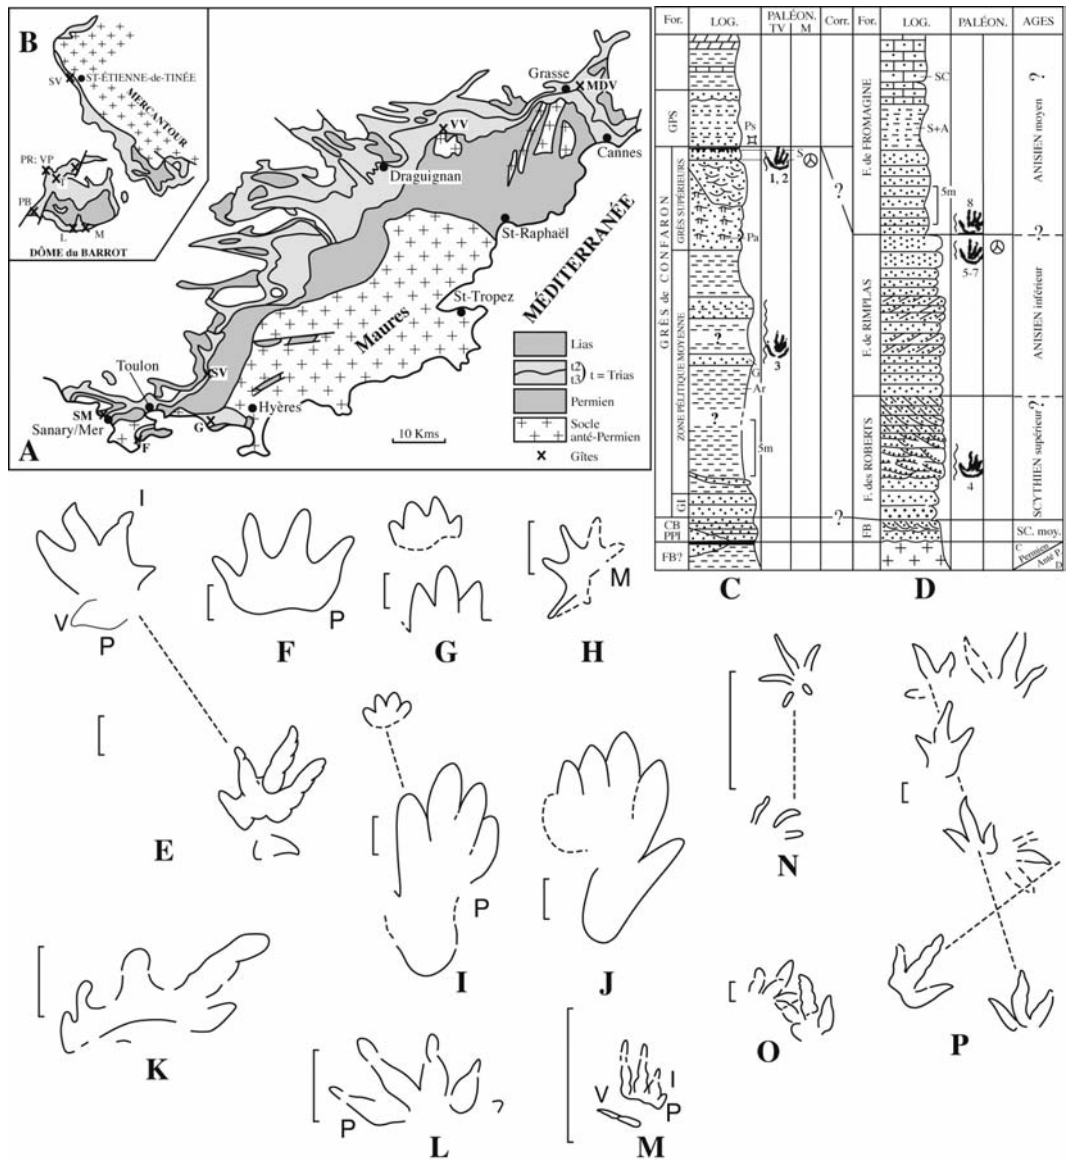 B
SV
ST-ÉTIENNE-de-TINÉE
MERCANTOUR
PR; VP
I
PB
L
M
DÔME du BARROT
Grasse
MDV
VV
Cannes
Draguignan
St-Raphaël
MÉDITERRANÉE
St-Tropez
Maures
Toulon
SV
SM
Sanary/Mer
Hyères
G
F
A
10 Kms
Lias
t2
t3
t = Trias
Permien
Socle
anté-Permien
Gîtes
For.
LOG.
PALÉON.
TV
M
Corr.
For.
LOG.
PALÉON.
AGES
GPS
GRÈS de CONFARON
GRÈS SUPÉRIEURS
ZONE PÉLITIQUE MOYENNE
GI
CB
PPI
FB?
Ps
S
Pa
?
G
Ar
?
5m
1, 2
3
?
?
F. de FROMAGINE
F. de RIMPLAS
F. des ROBERTS
FB
SC
S+A
5m
8
5-7
4
?
ANISIEN moyen
?
ANISIEN inférieur
?
SCYTHIEN supérieur
SC. moy.
C
Permien
Anté P.
D
C
D
I
V
P
E
P
F
G
M
H
P
I
J
N
P
O
K
P
L
V
I
P
M